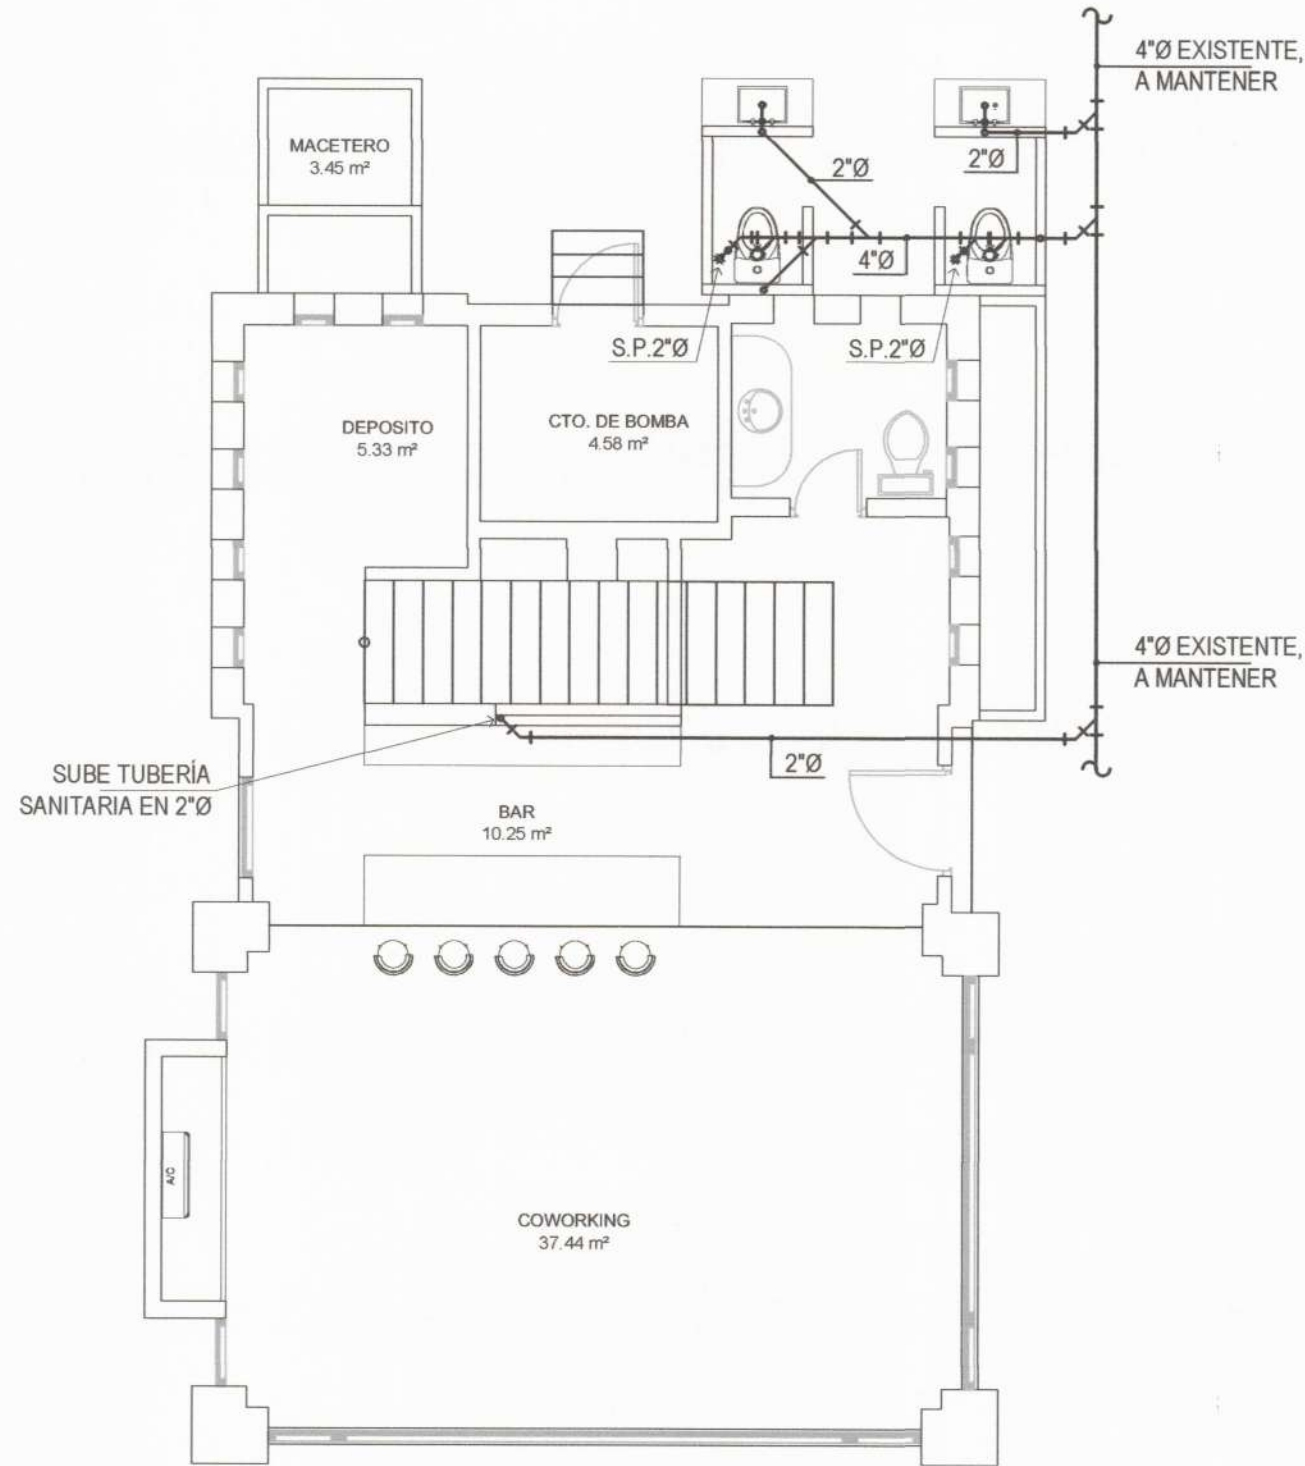 4"Ø EXISTENTE,
A MANTENER
MACETERO
3.45 m²
2"Ø
2"Ø
4"Ø
S.P.2"Ø
S.P.2"Ø
DEPOSITO
5.33 m²
CTO. DE BOMBA
4.58 m²
4"Ø EXISTENTE,
A MANTENER
SUBE TUBERÍA
SANITARIA EN 2"Ø
2"Ø
BAR
10.25 m²
A/C
COWORKING
37.44 m²